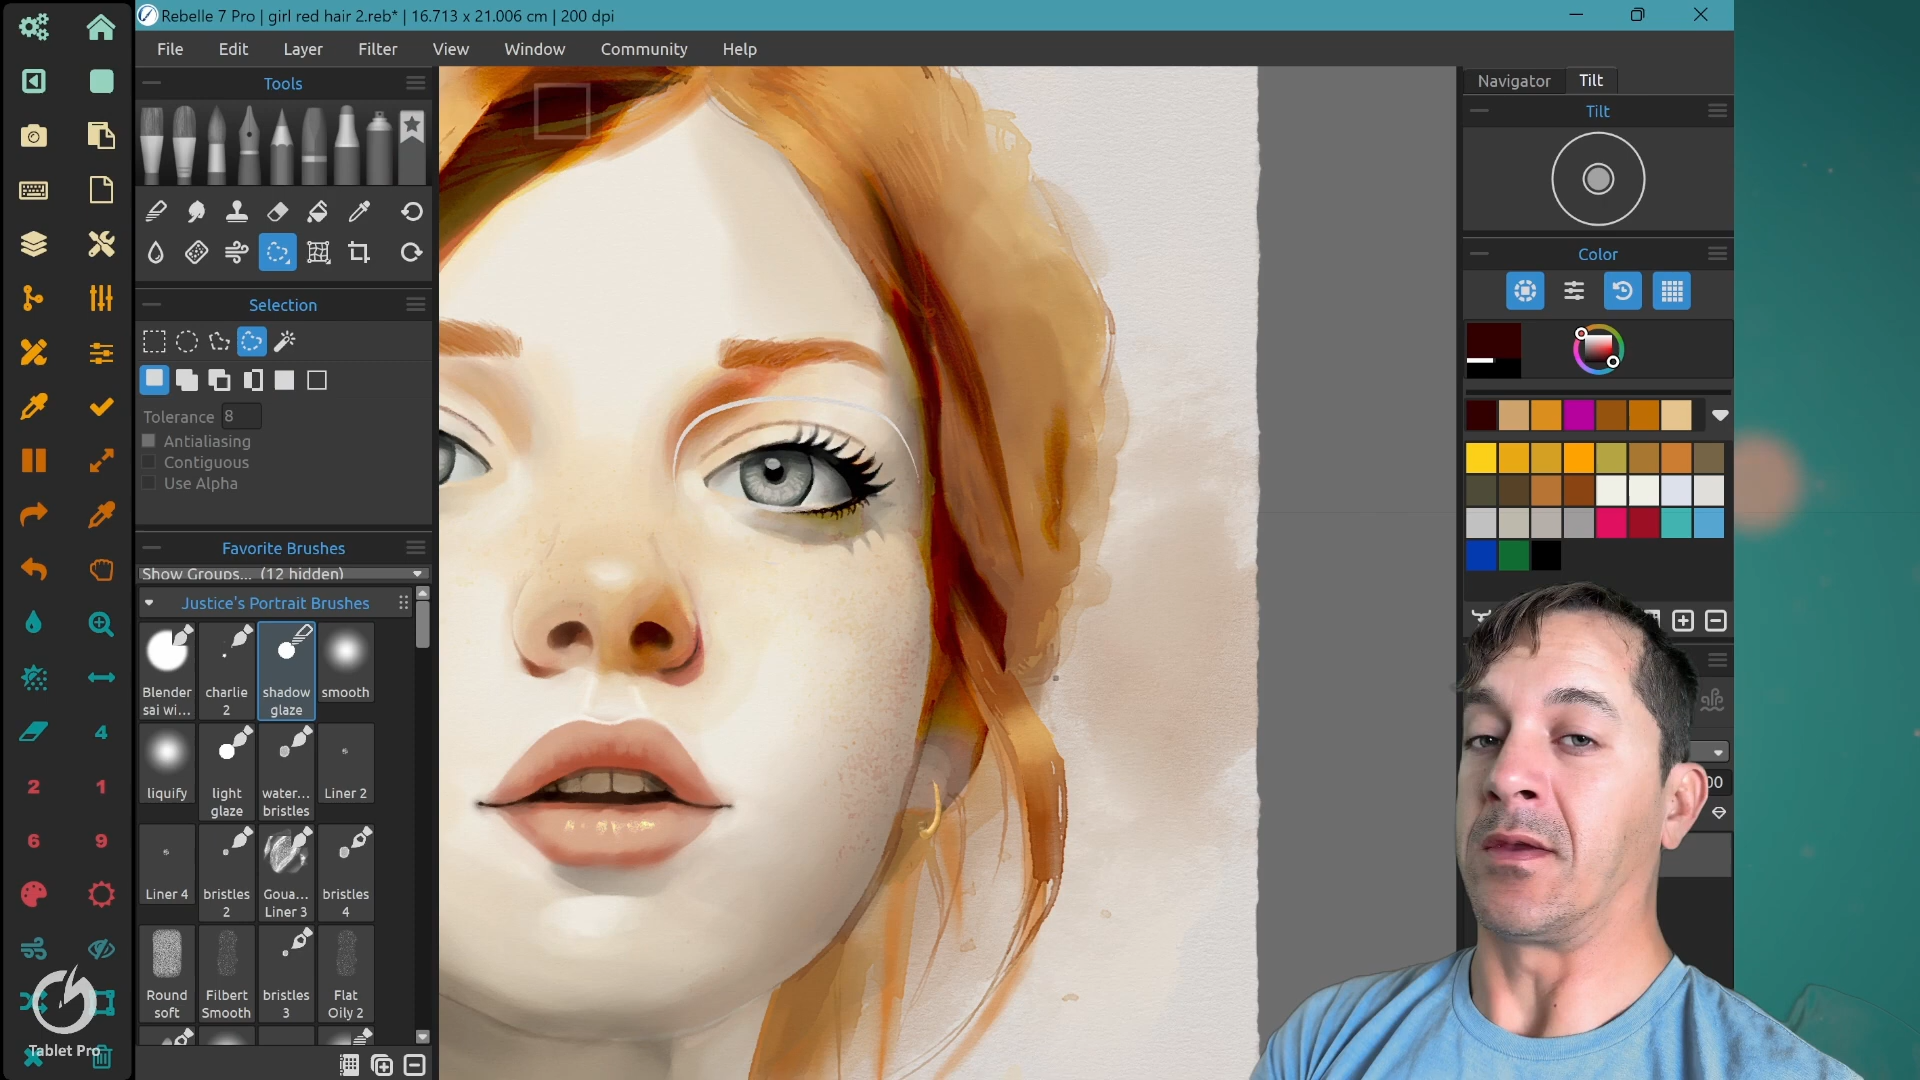 Rebelle 7 Pro | girl red hair 2.reb* | 16.713 x 21.006 cm | 200 dpi
File Edit Layer Filter View Window Community Help
Tools
Selection
Tolerance 8
Antialiasing
Contiguous
Use Alpha
Favorite Brushes
Show Groups... (12 hidden)
Justice's Portrait Brushes
Blender sai wi...
charlie 2
shadow glaze
smooth
liquify
light glaze
water... bristles
Liner 2
Liner 4
bristles 2
Goua... Liner 3
bristles 4
Round soft
Filbert Smooth
bristles 3
Flat Oily 2
Navigator Tilt
Tilt
Color
00
4
2 1
6 9
Tablet Pro